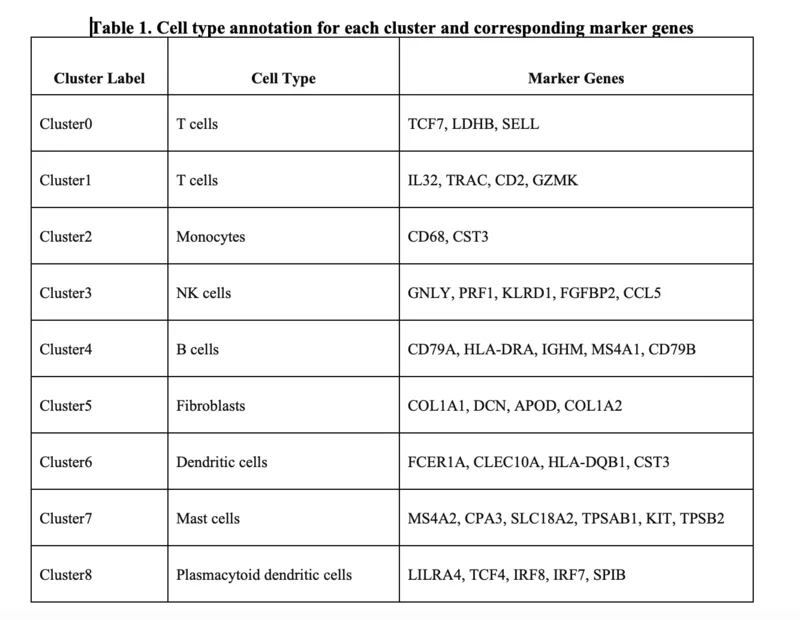 Table 1. Cell type annotation for each cluster and corresponding marker genes
Cluster Label Cell Type Marker Genes
Cluster0 T cells TCF7, LDHB, SELL
Cluster1 T cells IL32, TRAC, CD2, GZMK
Cluster2 Monocytes CD68, CST3
Cluster3 NK cells GNLY, PRF1, KLRD1, FGFBP2, CCL5
Cluster4 B cells CD79A, HLA-DRA, IGHM, MS4A1, CD79B
Cluster5 Fibroblasts COL1A1, DCN, APOD, COL1A2
Cluster6 Dendritic cells FCER1A, CLEC10A, HLA-DQB1, CST3
Cluster7 Mast cells MS4A2, CPA3, SLC18A2, TPSAB1, KIT, TPSB2
Cluster8 Plasmacytoid dendritic cells LILRA4, TCF4, IRF8, IRF7, SPIB